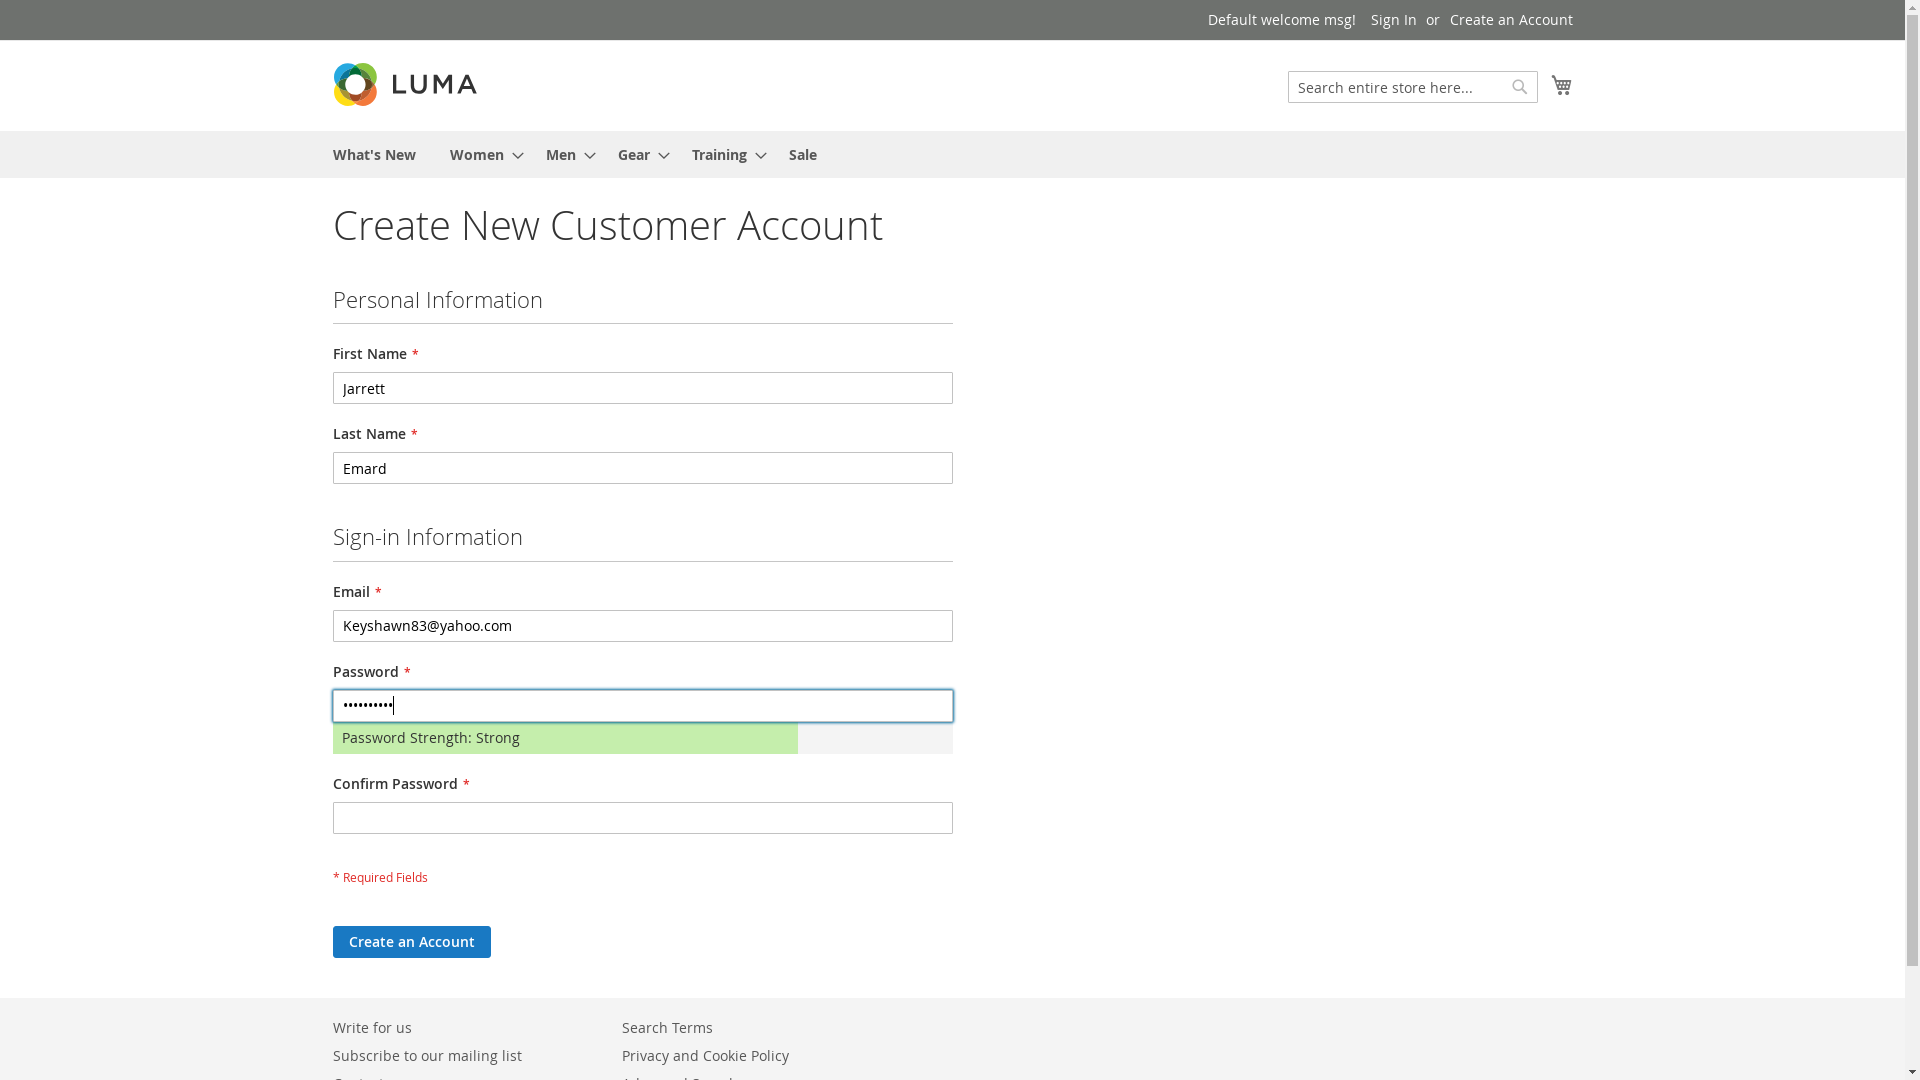 Default welcome msg! Sign In or Create an Account
LUMA
Search entire store here...
What's New Women Men Gear Training Sale
Create New Customer Account
Personal Information
First Name *
Jarrett
Last Name *
Emard
Sign-in Information
Email *
Keyshawn83@yahoo.com
Password *
••••••••••
Password Strength: Strong
Confirm Password *
* Required Fields
Create an Account
Write for us Search Terms
Subscribe to our mailing list Privacy and Cookie Policy